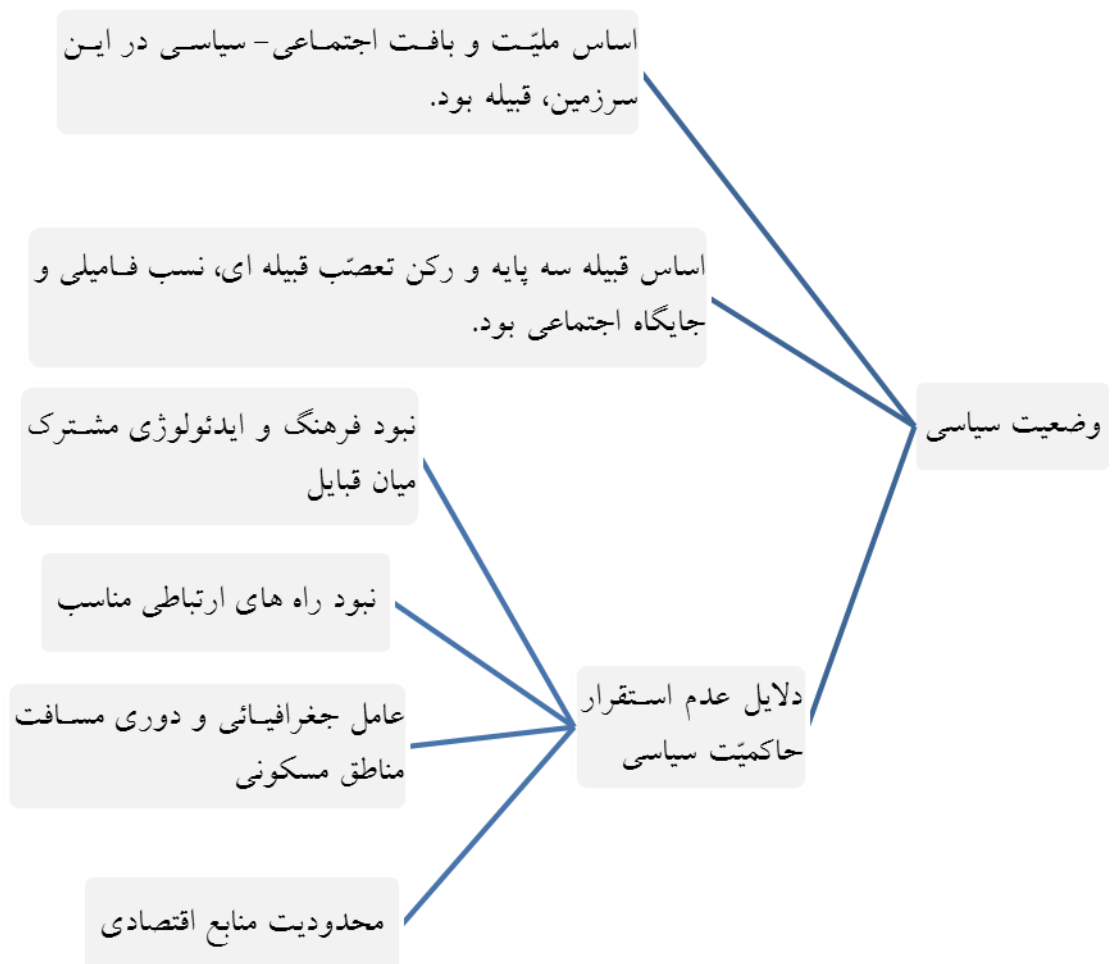 وضعیت سیاسی
اساس ملیّت و بافت اجتماعی- سیاسی در این
سرزمین، قبیله بود.
اساس قبیله سه پایه و رکن تعصّب قبیله ای، نسب فامیلی و
جایگاه اجتماعی بود.
دلایل عدم استقرار
حاکمیّت سیاسی
نبود فرهنگ و ایدئولوژی مشترک
میان قبایل
نبود راه های ارتباطی مناسب
عامل جغرافیائی و دوری مسافت
مناطق مسکونی
محدودیت منابع اقتصادی